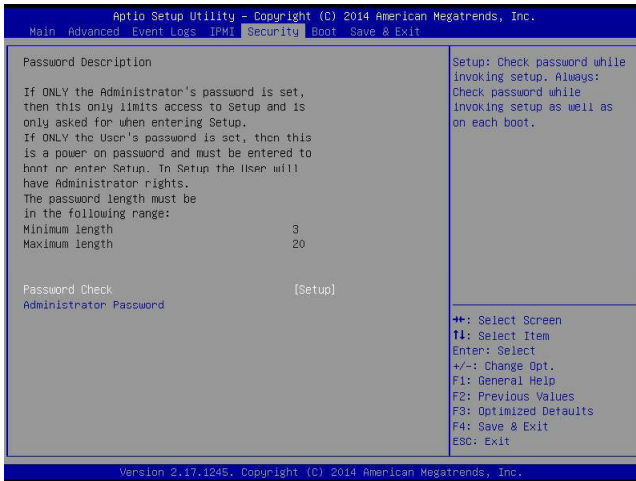 Aptio Setup Utility – Copyright (C) 2014 American Megatrends, Inc.
Main Advanced Event Logs IPMI Security Boot Save & Exit
Password Description
If ONLY the Administrator's password is set,
then this only limits access to Setup and is
only asked for when entering Setup.
If ONLY the User's password is set, then this
is a power on password and must be entered to
boot or enter Setup. In Setup the User will
have Administrator rights.
The password length must be
in the following range:
Minimum length 3
Maximum length 20
Password Check [Setup]
Administrator Password
Setup: Check password while
invoking setup. Always:
Check password while
invoking setup as well as
on each boot.
→←: Select Screen
↑↓: Select Item
Enter: Select
+/-: Change Opt.
F1: General Help
F2: Previous Values
F3: Optimized Defaults
F4: Save & Exit
ESC: Exit
Version 2.17.1245. Copyright (C) 2014 American Megatrends, Inc.